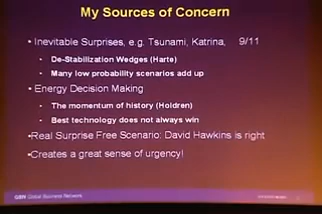 My Sources of Concern
• Inevitable Surprises, e.g. Tsunami, Katrina, 9/11
• De-Stabilization Wedges (Harte)
• Many low probability scenarios add up
• Energy Decision Making
• The momentum of history (Holdren)
• Best technology does not always win
•Real Surprise Free Scenario: David Hawkins is right
•Creates a great sense of urgency!
GBN Global Business Network